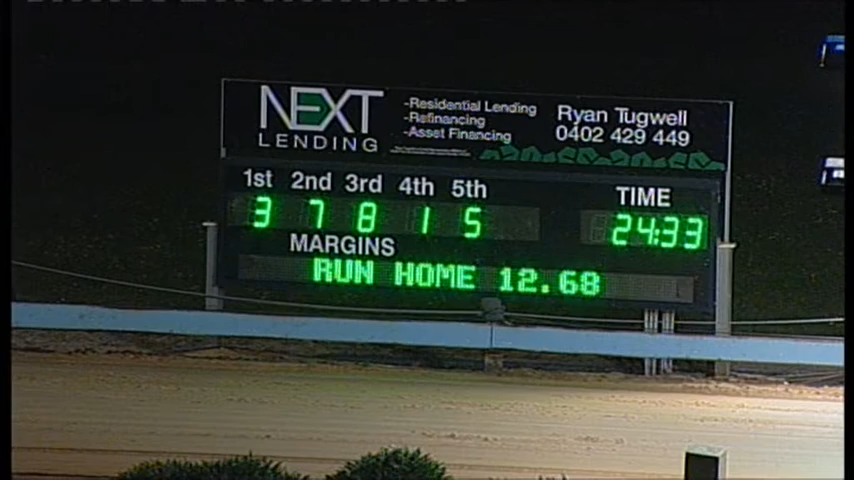 NEXT
LENDING
-Residential Lending
-Refinancing
-Asset Financing
Ryan Tugwell
0402 429 449
1st 2nd 3rd 4th 5th TIME
3 7 8 1 5 24:33
MARGINS
RUN HOME 12.68